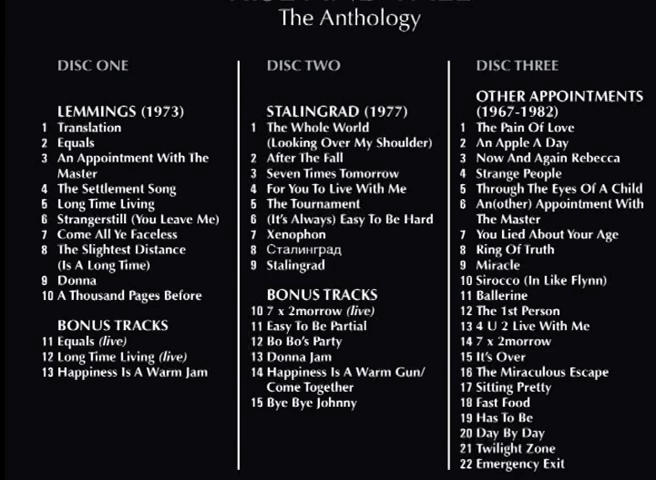 The Anthology
DISC ONE
LEMMINGS (1973)
1 Translation
2 Equals
3 An Appointment With The
Master
4 The Settlement Song
5 Long Time Living
6 Strangerstill (You Leave Me)
7 Come All Ye Faceless
8 The Slightest Distance
(Is A Long Time)
9 Donna
10 A Thousand Pages Before
BONUS TRACKS
11 Equals (live)
12 Long Time Living (live)
13 Happiness Is A Warm Jam
DISC TWO
STALINGRAD (1977)
1 The Whole World
(Looking Over My Shoulder)
2 After The Fall
3 Seven Times Tomorrow
4 For You To Live With Me
5 The Tournament
6 (It's Always) Easy To Be Hard
7 Xenophon
8 Сталинград
9 Stalingrad
BONUS TRACKS
10 7 x 2morrow (live)
11 Easy To Be Partial
12 Bo Bo's Party
13 Donna Jam
14 Happiness Is A Warm Gun/
Come Together
15 Bye Bye Johnny
DISC THREE
OTHER APPOINTMENTS
(1967-1982)
1 The Pain Of Love
2 An Apple A Day
3 Now And Again Rebecca
4 Strange People
5 Through The Eyes Of A Child
6 An(other) Appointment With
The Master
7 You Lied About Your Age
8 Ring Of Truth
9 Miracle
10 Sirocco (In Like Flynn)
11 Ballerine
12 The 1st Person
13 4 U 2 Live With Me
14 7 x 2morrow
15 It's Over
16 The Miraculous Escape
17 Sitting Pretty
18 Fast Food
19 Has To Be
20 Day By Day
21 Twilight Zone
22 Emergency Exit